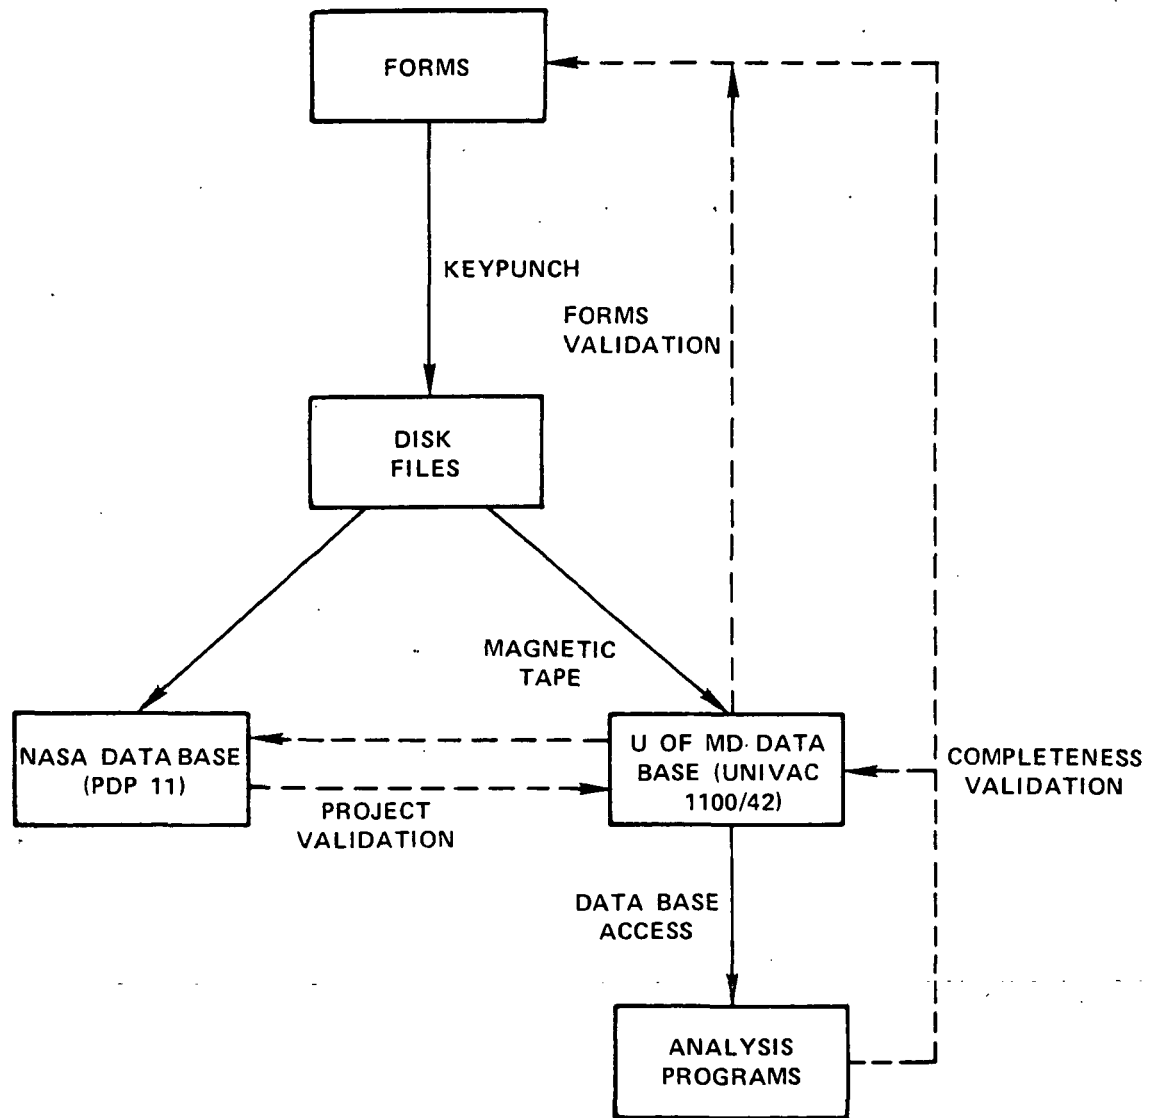 FORMS
KEYPUNCH
FORMS
VALIDATION
DISK
FILES
MAGNETIC
TAPE
NASA DATA BASE
(PDP 11)
PROJECT
VALIDATION
U OF MD DATA
BASE (UNIVAC
1100/42)
COMPLETENESS
VALIDATION
DATA BASE
ACCESS
ANALYSIS
PROGRAMS